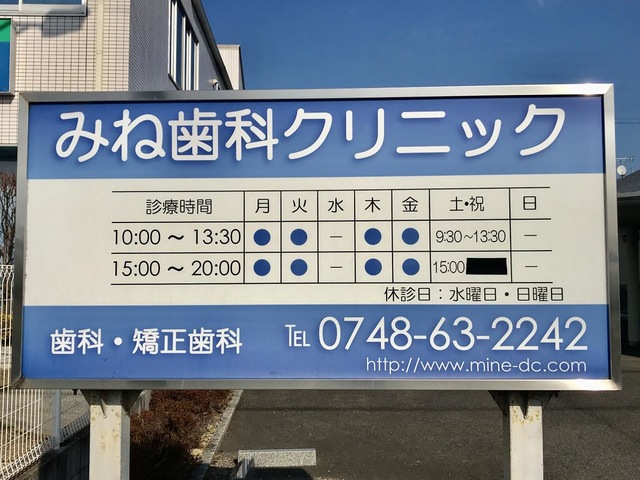 みね歯科クリニック
診療時間 月 火 水 木 金 土・祝 日
10:00 ～ 13:30 ● ● － ● ● 9:30～13:30 －
15:00 ～ 20:00 ● ● － ● ● 15:00 －
休診日：水曜日・日曜日
歯科・矯正歯科 TEL 0748-63-2242
http://www.mine-dc.com